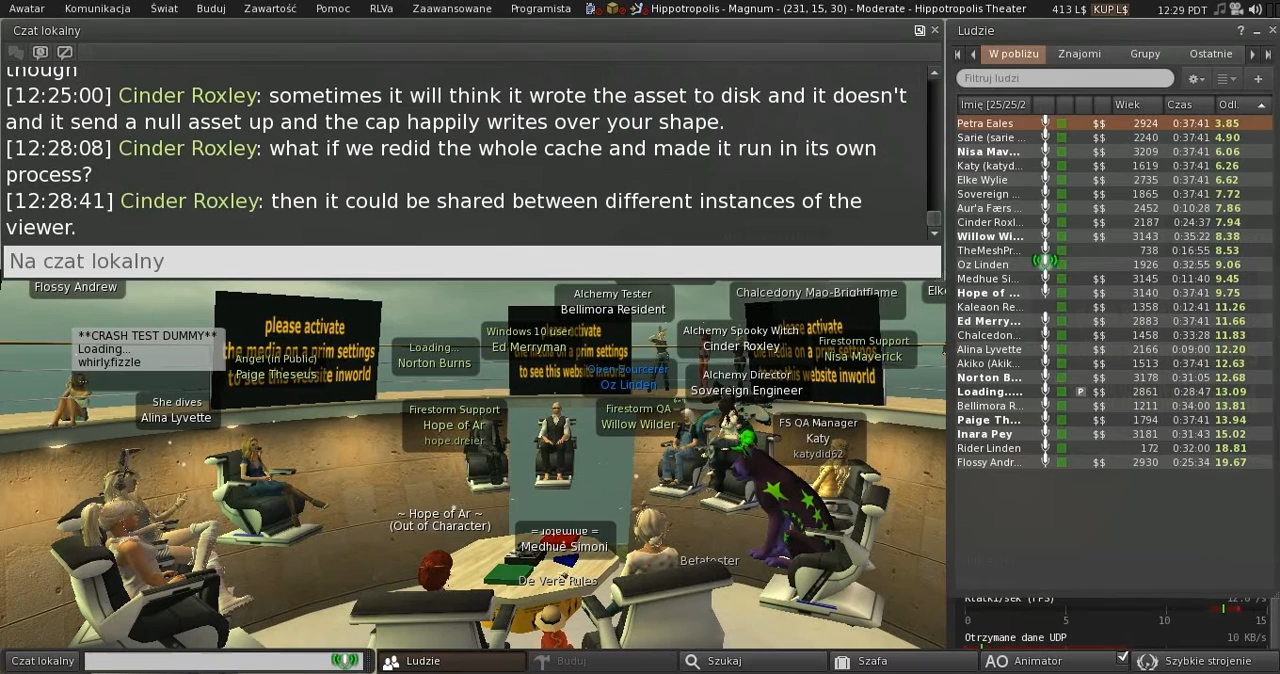 Awatar Komunikacja Świat Buduj Zawartość Pomoc RLVa Zaawansowane Programista Hippotropolis - Magnum - (231, 15, 30) - Moderate - Hippotropolis Theater 413 L$ KUP L$ 12:29 PDT
Czat lokalny
though
[12:25:00] Cinder Roxley: sometimes it will think it wrote the asset to disk and it doesn't
and it send a null asset up and the cap happily writes over your shape.
[12:28:08] Cinder Roxley: what if we redid the whole cache and made it run in its own
process?
[12:28:41] Cinder Roxley: then it could be shared between different instances of the
viewer.
Na czat lokalny
Flossy Andrew
Alchemy Tester
Bellimora Resident
Chalcedony Mao-Brightflame
Elke
**CRASH TEST DUMMY**
Loading...
whirly.fizzle
please activate
the media on a prim settings
to see this website inworld
Angel (in Public)
Paige Theseus
Loading...
Norton Burns
Windows 10 user
Ed Merryman
please activate
Alchemy Spooky Witch
Cinder Roxley
Firestorm Support
Nisa Maverick
Open Sourcerer
Oz Linden
Alchemy Director
Sovereign Engineer
to see this website inworld
She dives
Alina Lyvette
Firestorm Support
Hope of Ar
hope.dreier
Firestorm QA
Willow Wilder
FS QA Manager
Katy
katydid62
~ Hope of Ar ~
(Out of Character)
Medhue Simoni
De Vere Rules
Betatester
Ludzie
W pobliżu Znajomi Grupy Ostatnie
Filtruj ludzi
Imię [25/25/2 Wiek Czas Odl.
Petra Eales $$ 2924 0:37:41 3.85
Sarie (sarie ... $$ 2240 0:37:41 4.90
Nisa Mav... $$ 3209 0:37:41 6.06
Katy (katyd... $$ 1619 0:37:41 6.26
Elke Wylie $$ 2735 0:37:41 6.62
Sovereign ... $$ 1865 0:37:41 7.72
Aur'a Færs ... $$ 2452 0:10:28 7.86
Cinder Roxl... $$ 2187 0:24:37 7.94
Willow Wi... $$ 3143 0:35:22 8.38
TheMeshPr... 738 0:16:55 8.53
Oz Linden 1926 0:32:55 9.06
Medhue Si... $$ 3145 0:11:40 9.45
Hope of ... $$ 3140 0:37:41 9.75
Kaleaon Re... $$ 1358 0:12:41 11.26
Ed Merry... $$ 2883 0:37:41 11.66
Chalcedon... $$ 1458 0:33:28 11.83
Alina Lyvette $$ 2166 0:09:00 12.20
Akiko (Akik... $$ 1513 0:37:41 12.63
Norton B... $$ 3178 0:31:05 12.68
Loading.... P $$ 2861 0:28:47 13.09
Bellimora R... $$ 1211 0:34:00 13.81
Paige Th... $$ 1794 0:37:41 13.94
Inara Pey $$ 3181 0:31:43 15.02
Rider Linden 172 0:32:00 18.81
Flossy Andr... $$ 2930 0:25:34 19.67
Klatki/sek (FPS)
0 5 10 15
Otrzymane dane UDP 10 KB/s
Czat lokalny Ludzie Buduj Szukaj Szafa AO Animator Szybkie strojenie